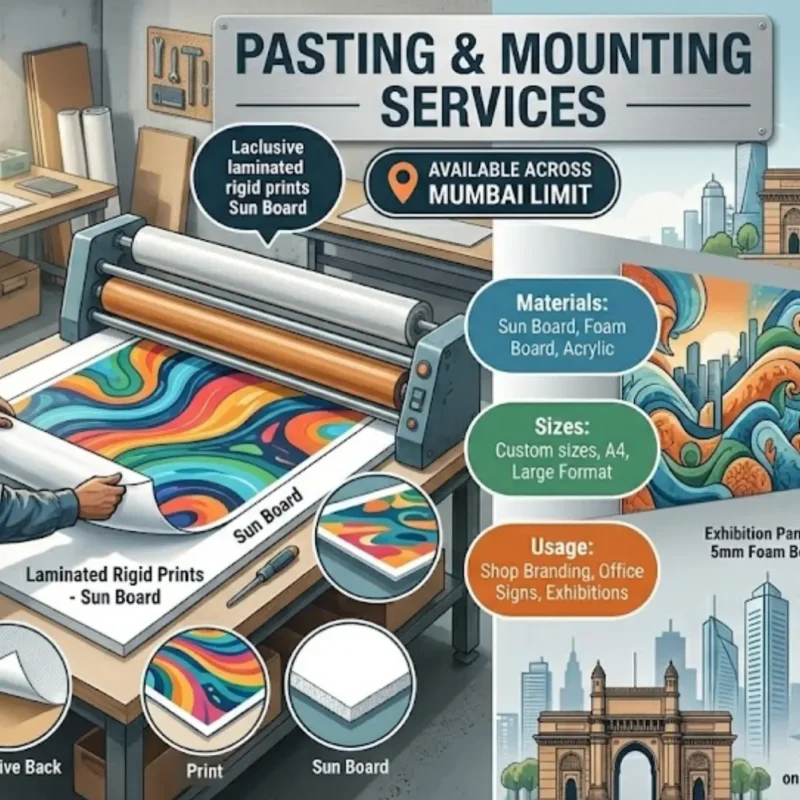 PASTING & MOUNTING
SERVICES
Laclusive
laminated
rigid prints
Sun Board
AVAILABLE ACROSS
MUMBAI LIMIT
Materials:
Sun Board, Foam
Board, Acrylic
Sizes:
Custom sizes, A4,
Large Format
Usage:
Shop Branding, Office
Signs, Exhibitions
Sun Board
Laminated Rigid Prints
- Sun Board
Exhibition Pan
5mm Foam Bo
ive Back
Print
Sun Board
on